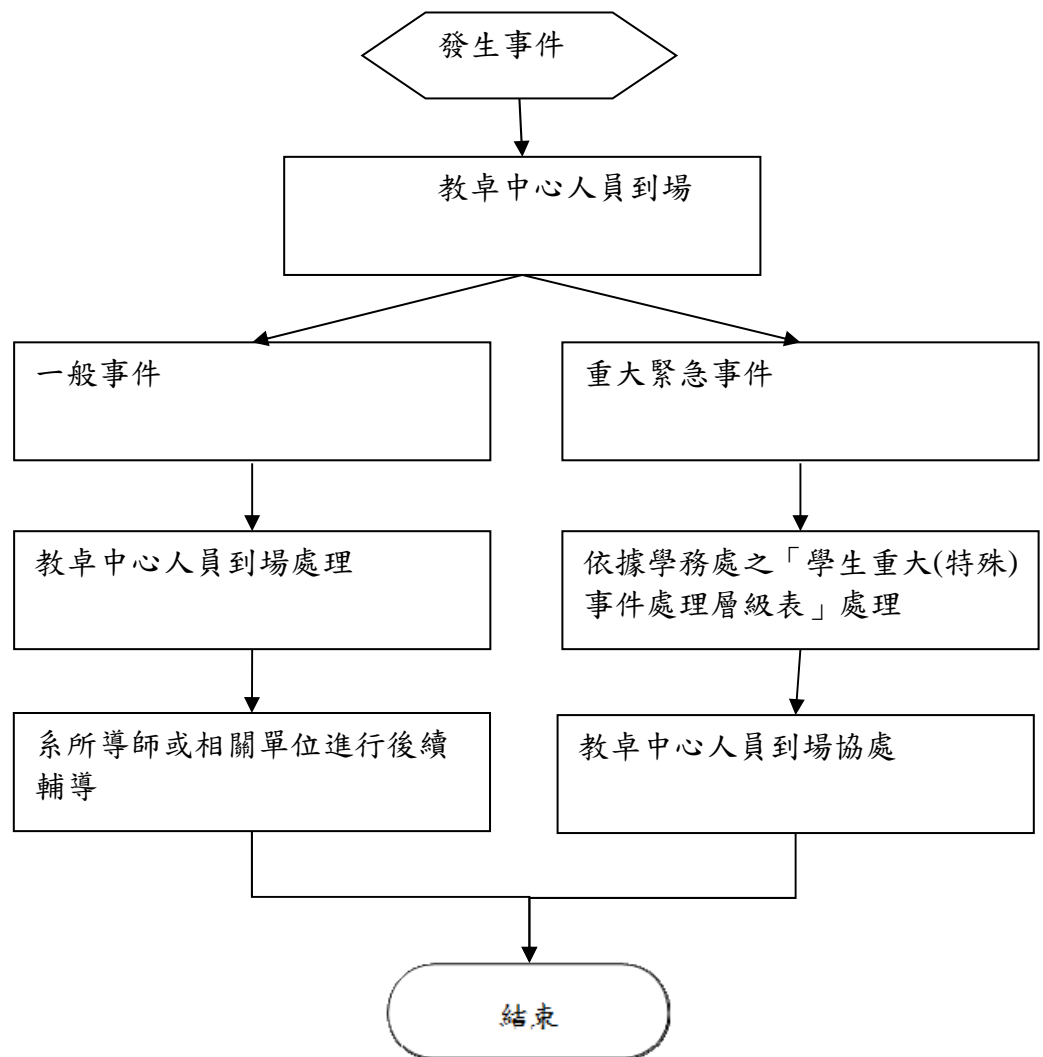 發生事件
教卓中心人員到場
一般事件
重大緊急事件
教卓中心人員到場處理
依據學務處之「學生重大(特殊)
事件處理層級表」處理
系所導師或相關單位進行後續
輔導
教卓中心人員到場協處
結束